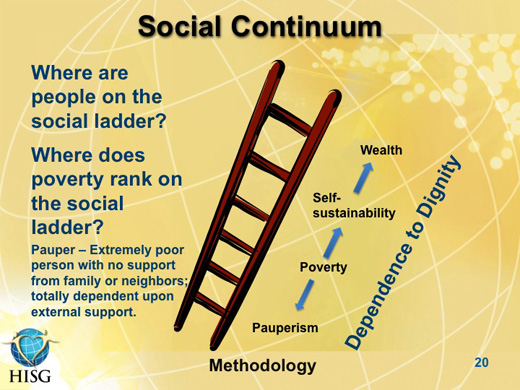 Social Continuum
Where are
people on the
social ladder?
Where does
poverty rank on
the social
ladder?
Pauper – Extremely poor
person with no support
from family or neighbors;
totally dependent upon
external support.
Wealth
Self-
sustainability
Poverty
Pauperism
Dependence to Dignity
HISG
Methodology
20